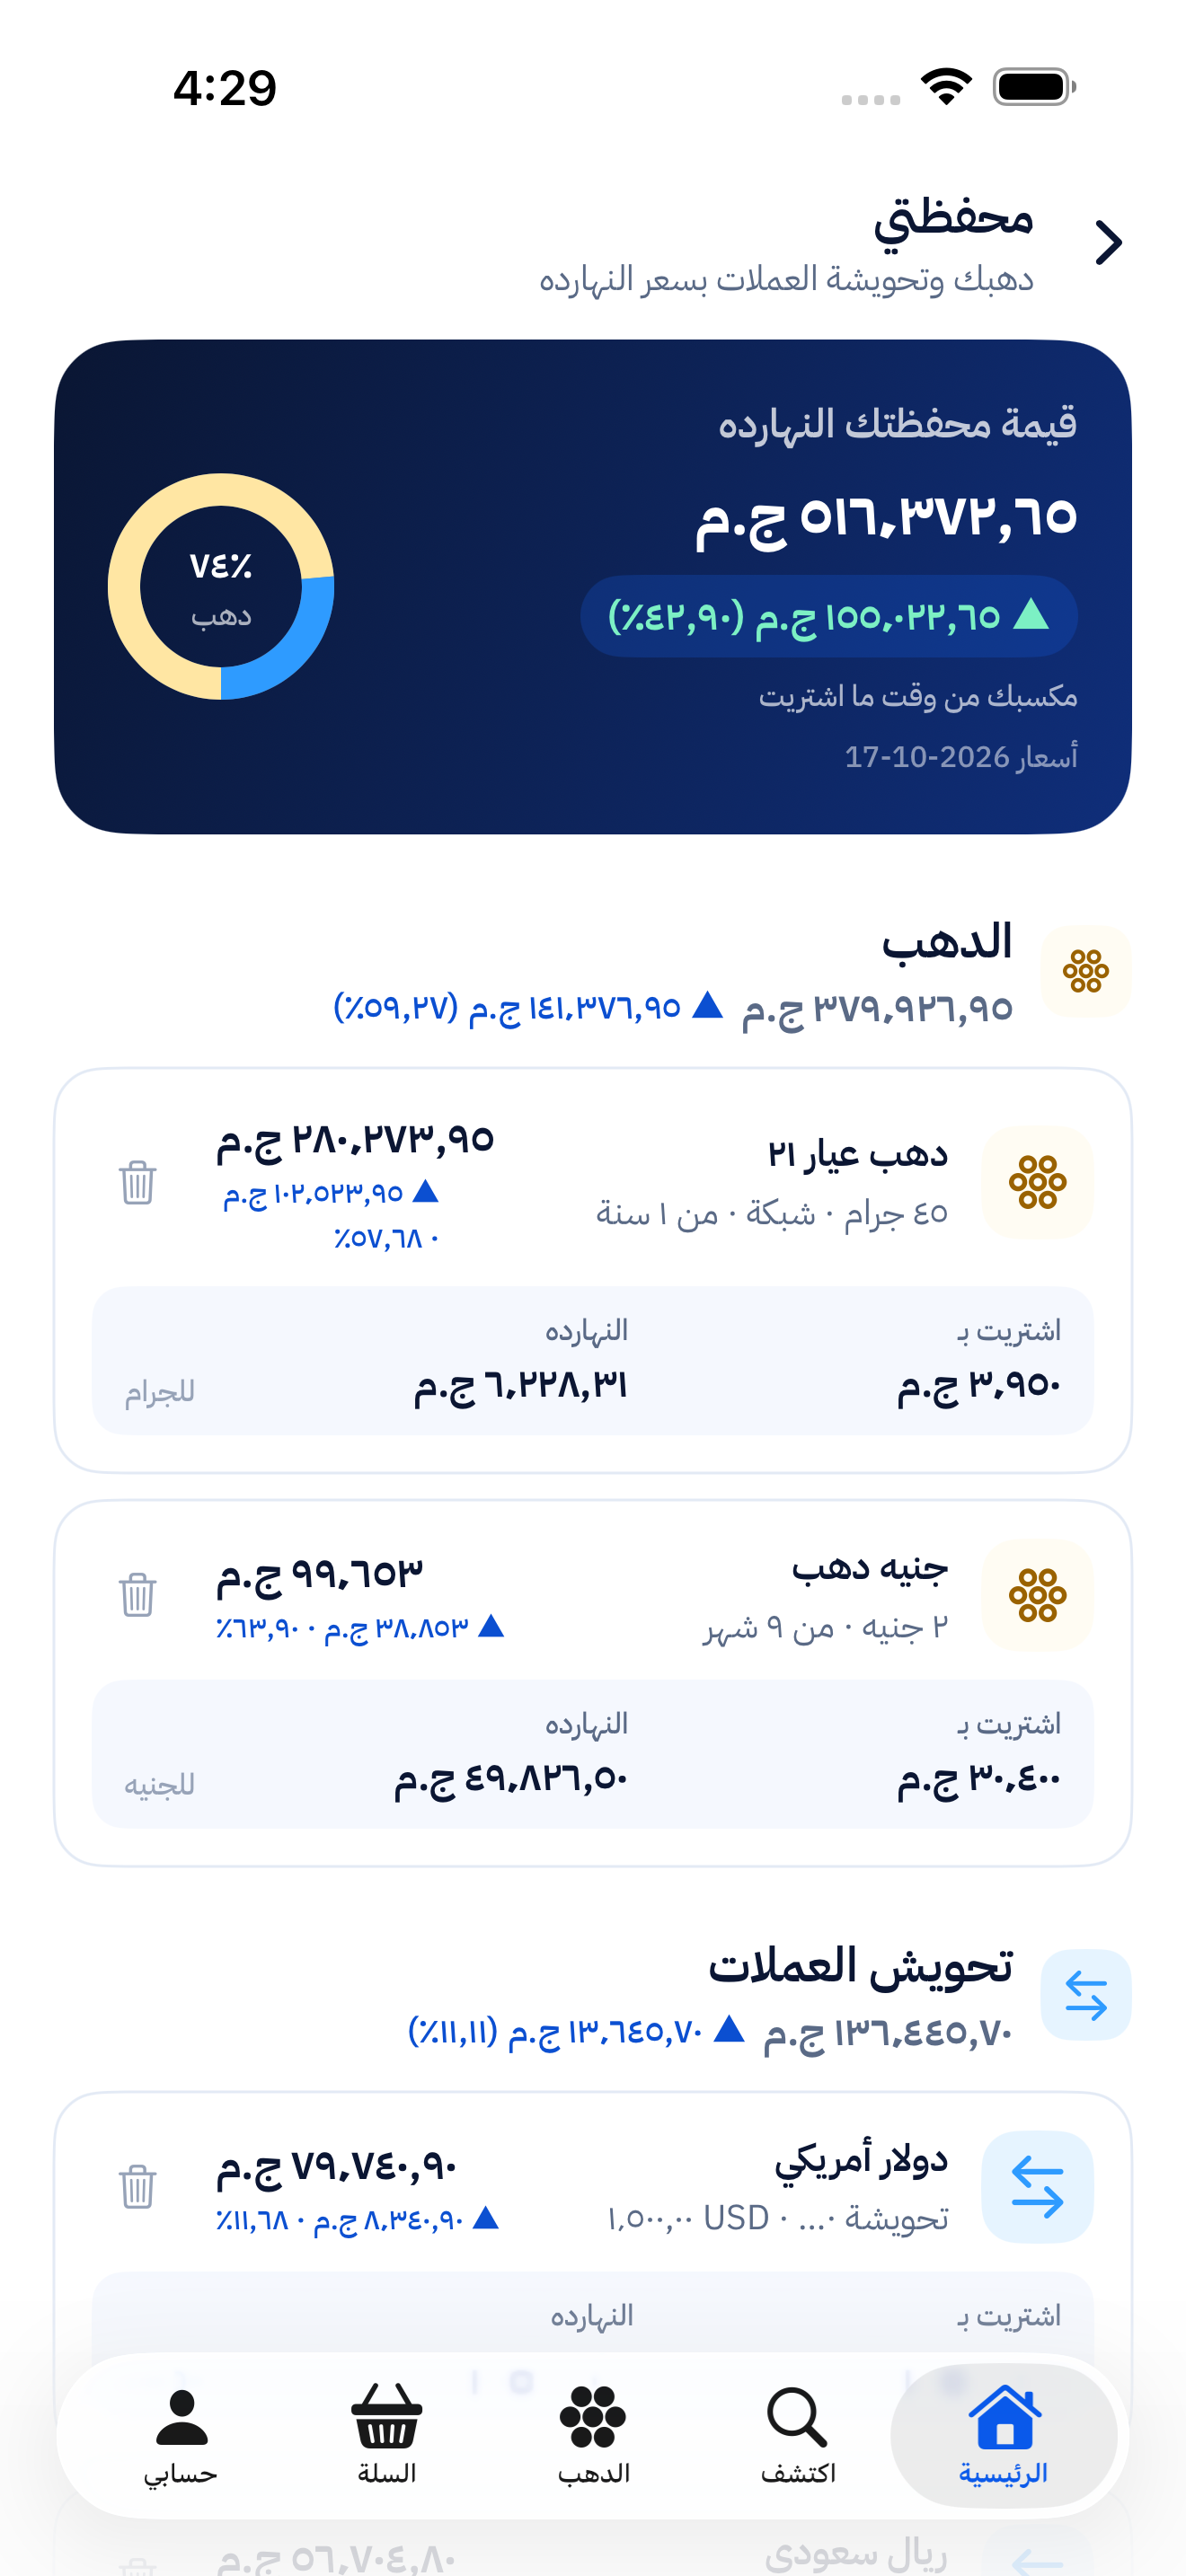 4:29
محفظتي
دهبك وتحويشة العملات بسعر النهارده
قيمة محفظتك النهارده
٥١٦٬٣٧٢٫٦٥ ج.م
▲ ١٥٥٬٠٢٢٫٦٥ ج.م (٤٢٫٩٠٪)
مكسبك من وقت ما اشتريت
أسعار 2026-10-17
٧٤٪
دهب
الدهب
٣٧٩٬٩٢٦٫٩٥ ج.م ▲ ١٤١٬٣٧٦٫٩٥ ج.م (٥٩٫٢٧٪)
دهب عيار ٢١
٤٥ جرام · شبكة · من ١ سنة
٢٨٠٬٢٧٣٫٩٥ ج.م
▲ ١٠٢٬٥٢٣٫٩٥ ج.م
· ٥٧٫٦٨٪
اشتريت بـ
٣٬٩٥٠ ج.م
النهارده
٦٬٢٢٨٫٣١ ج.م
للجرام
جنيه دهب
٢ جنيه · من ٩ شهر
٩٩٬٦٥٣ ج.م
▲ ٣٨٬٨٥٣ ج.م · ٦٣٫٩٠٪
اشتريت بـ
٣٠٬٤٠٠ ج.م
النهارده
٤٩٬٨٢٦٫٥٠ ج.م
للجنيه
تحويش العملات
١٣٦٬٤٤٥٫٧٠ ج.م ▲ ١٣٬٦٤٥٫٧٠ ج.م (١١٫١١٪)
دولار أمريكي
تحويشة ·... · USD ١٬٥٠٠٫٠٠
٧٩٬٧٤٠٫٩٠ ج.م
▲ ٨٬٣٤٠٫٩٠ ج.م · ١١٫٦٨٪
اشتريت بـ
النهارده
الرئيسية
اكتشف
الدهب
السلة
حسابي
ريال سعودي
٥٦٬٧٠٤٫٨٠ ج.م